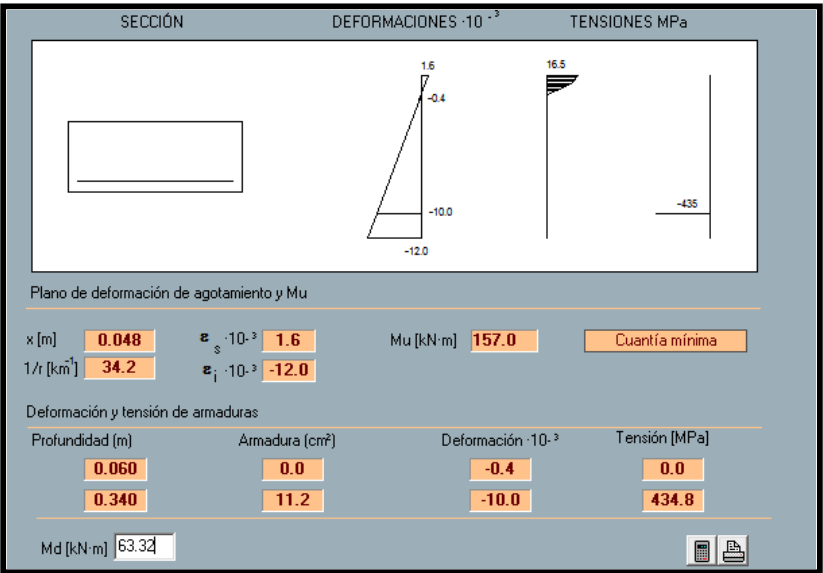 SECCIÓN DEFORMACIONES ·10 -³ TENSIONES MPa
1.6 16.5
-0.4
-10.0 -435
-12.0
Plano de deformación de agotamiento y Mu
x [m] 0.048 εs ·10-³ 1.6 Mu [kN·m] 157.0 Cuantía mínima
1/r [km-1] 34.2 εi ·10-³ -12.0
Deformación y tensión de armaduras
Profundidad (m) Armadura (cm²) Deformación ·10-³ Tensión [MPa]
0.060 0.0 -0.4 0.0
0.340 11.2 -10.0 434.8
Md [kN·m] 63.32